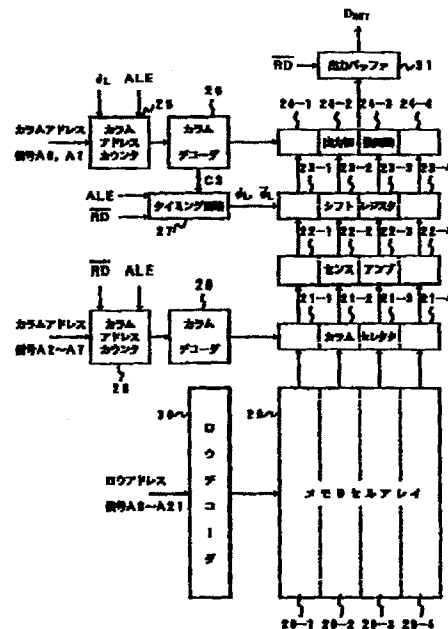 D
RD
出力バッファ
31
φL ALE
25
26
24-1 24-2 24-3 24-4
カラムアドレス
信号A0, A1
カラム
アドレス
カウンタ
カラム
デコーダ
23-1 23-2 23-3
ALE
RD
タイミング回路
27
φL φL
シフト レジスタ
22-1 22-2 22-3
センス アンプ
RD ALE
21-1 21-2 21-3
カラムアドレス
信号A2〜A7
カラム
アドレス
カウンタ
28
カラム
デコーダ
カラム セレクタ
30
ロウアドレス
信号A8〜A21
ロウデコーダ
メモリセルアレイ
20-1 20-2 20-3 20-4